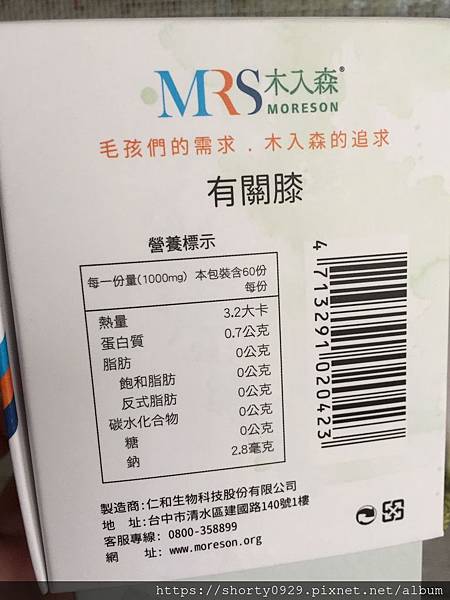 MRS木入森®
MORESON
毛孩們的需求．木入森的追求
有關膝
營養標示
每一份量(1000mg) 本包裝含60份
每份
熱量 3.2大卡
蛋白質 0.7公克
脂肪 0公克
飽和脂肪 0公克
反式脂肪 0公克
碳水化合物 0公克
糖 0公克
鈉 2.8毫克
4713291020423
製造商:仁和生物科技股份有限公司
地 址:台中市清水區建國路140號1樓
客服專線: 0800-358899
網 址: www.moreson.org
https://shorty0929.pixnet.net/album